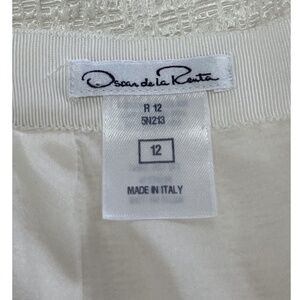 Oscar de la Renta
R 12
5N213
12
MADE IN ITALY